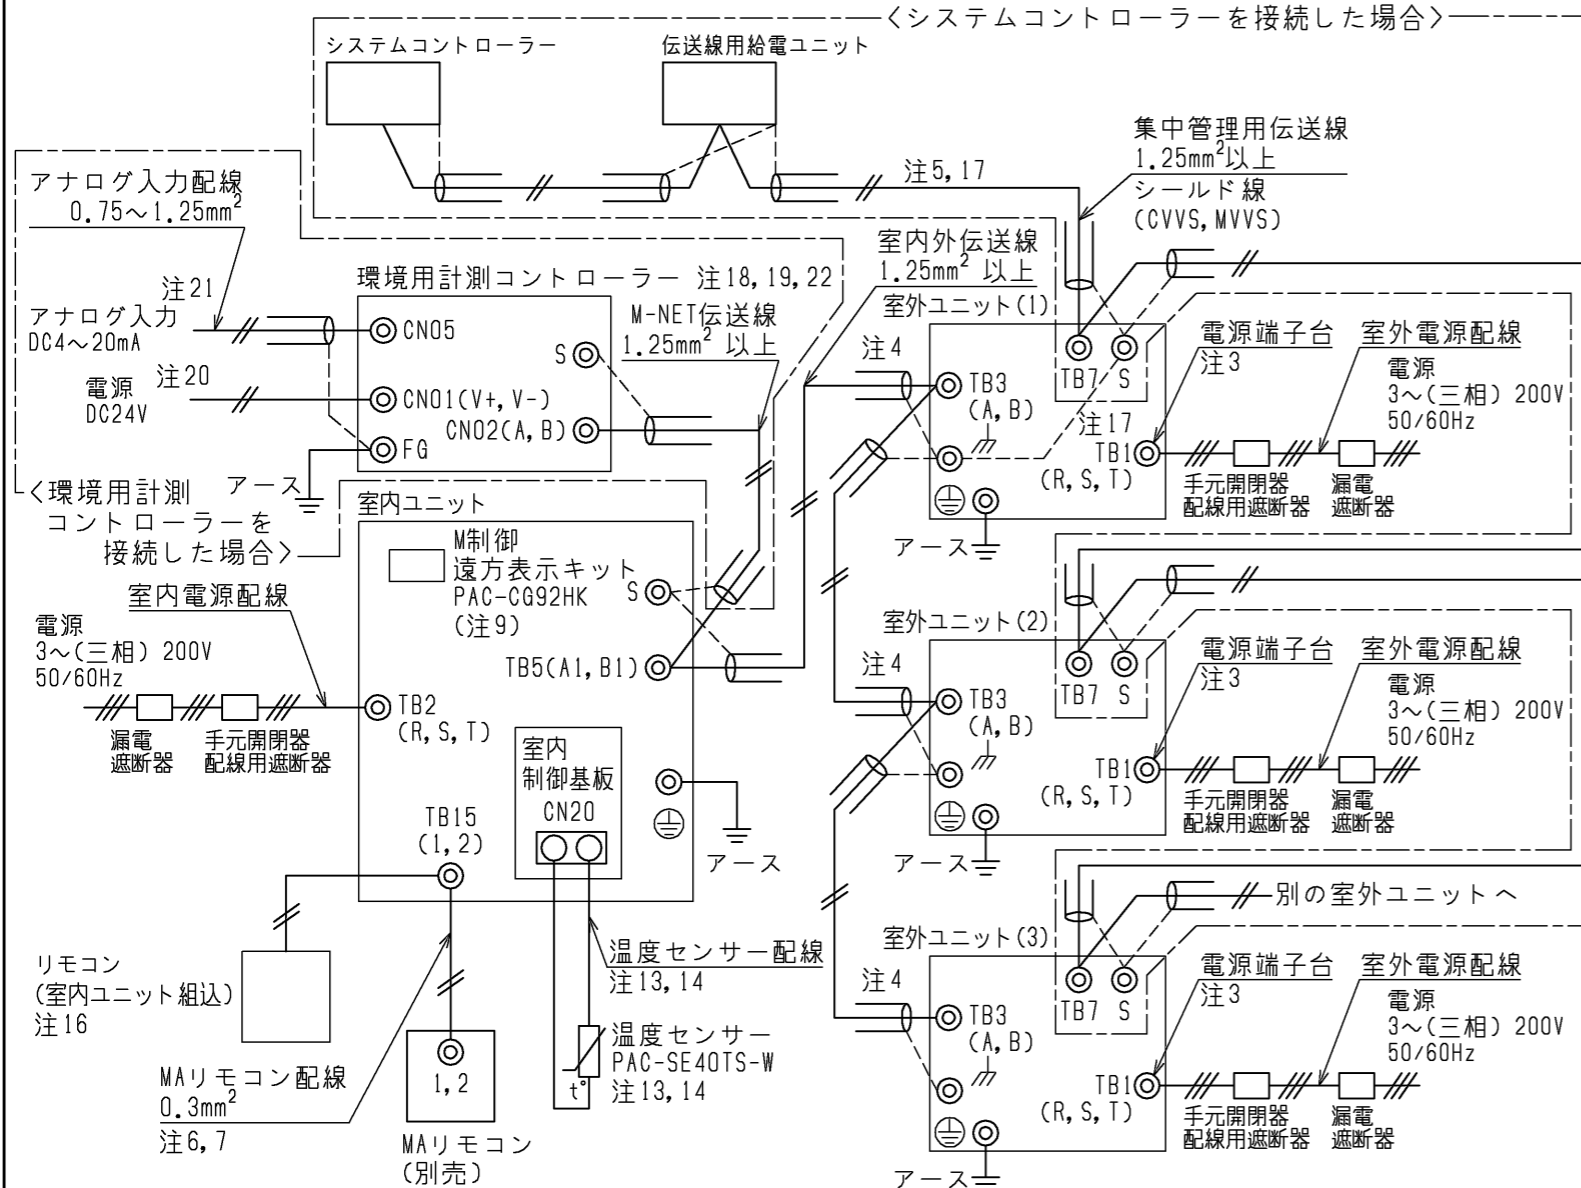 〈システムコントローラーを接続した場合〉
システムコントローラー
伝送線用給電ユニット
集中管理用伝送線
1.25mm²以上
シールド線
(CVVS,MVVS)
注5,17
アナログ入力配線
0.75～1.25mm²
室内外伝送線
1.25mm² 以上
環境用計測コントローラー 注18,19,22
注21
アナログ入力
DC4～20mA
CN05
S
M-NET伝送線
1.25mm² 以上
注20
電源
DC24V
CN01(V+,V-)
CN02(A,B)
FG
アース
〈環境用計測
コントローラーを
接続した場合〉
室外ユニット(1)
注4
TB3
(A,B)
TB7
S
注17
TB1
(R,S,T)
アース
電源端子台
注3
室外電源配線
電源
3～(三相) 200V
50/60Hz
手元開閉器
配線用遮断器
漏電
遮断器
室内ユニット
M制御
遠方表示キット
PAC-CG92HK
(注9)
S
TB5(A1,B1)
室内電源配線
電源
3～(三相) 200V
50/60Hz
漏電
遮断器
手元開閉器
配線用遮断器
TB2
(R,S,T)
室内
制御基板
CN20
TB15
(1,2)
アース
室外ユニット(2)
注4
TB3
(A,B)
TB7
S
TB1
(R,S,T)
アース
電源端子台
注3
室外電源配線
電源
3～(三相) 200V
50/60Hz
手元開閉器
配線用遮断器
漏電
遮断器
別の室外ユニットへ
リモコン
(室内ユニット組込)
注16
温度センサー配線
注13,14
温度センサー
PAC-SE40TS-W
注13,14
t°
MAリモコン配線
0.3mm²
注6,7
1,2
MAリモコン
(別売)
室外ユニット(3)
注4
TB3
(A,B)
TB7
S
TB1
(R,S,T)
アース
電源端子台
注3
室外電源配線
電源
3～(三相) 200V
50/60Hz
手元開閉器
配線用遮断器
漏電
遮断器